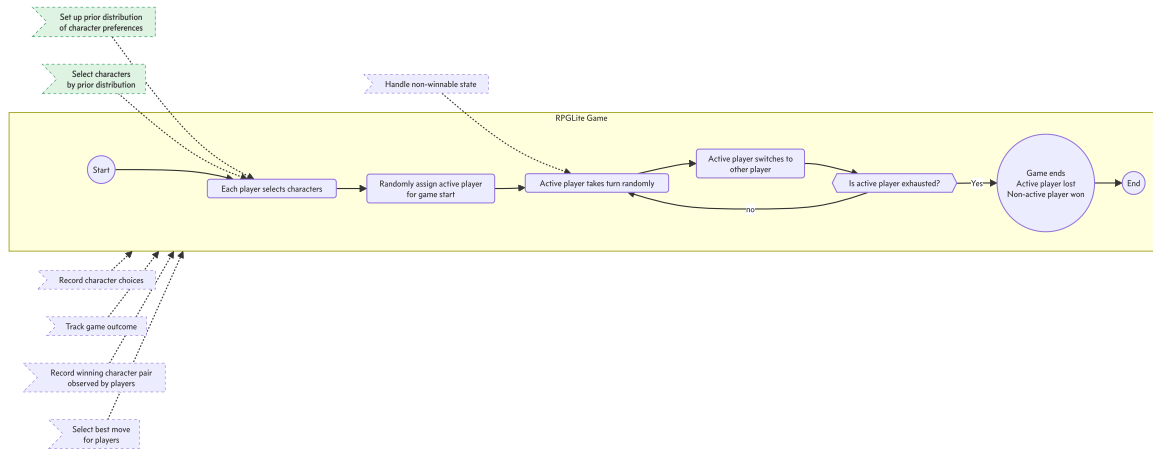 Set up prior distribution
of character preferences
Select characters
by prior distribution
Handle non-winnable state
RPGLite Game
Start
Each player selects characters
Randomly assign active player
for game start
Active player takes turn randomly
Active player switches to
other player
Is active player exhausted?
no
Yes
Game ends
Active player lost
Non-active player won
End
Record character choices
Track game outcome
Record winning character pair
observed by players
Select best move
for players